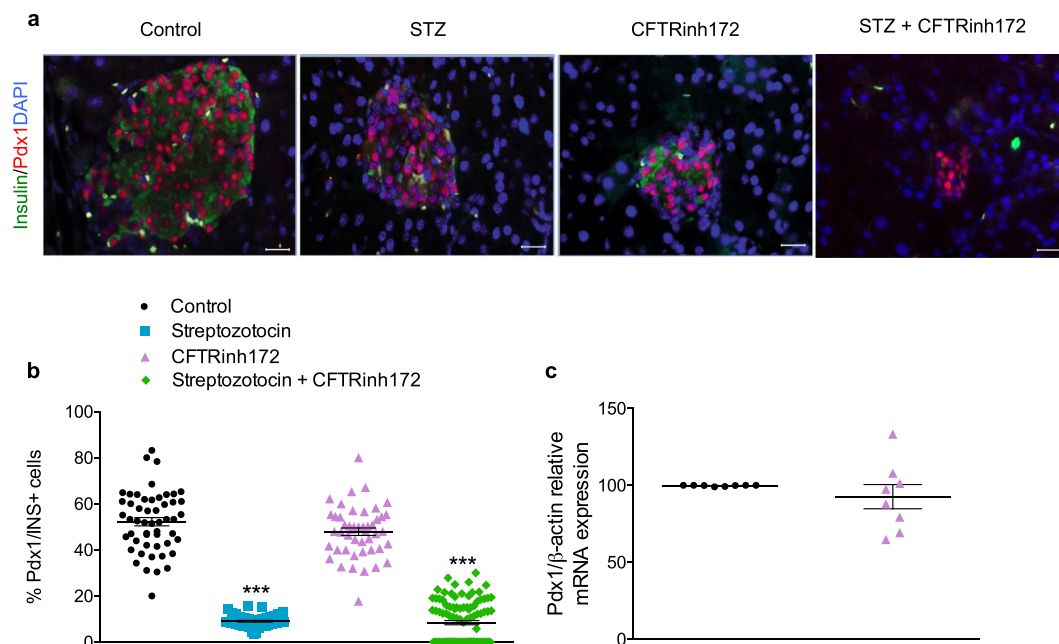 a
Control STZ CFTRinh172 STZ + CFTRinh172
Insulin/Pdx1DAPI
Control
Streptozotocin
CFTRinh172
Streptozotocin + CFTRinh172
b
% Pdx1/INS+ cells
100
80
60
40
20
0
***
***
c
Pdx1/β-actin relative
mRNA expression
150
100
50
0